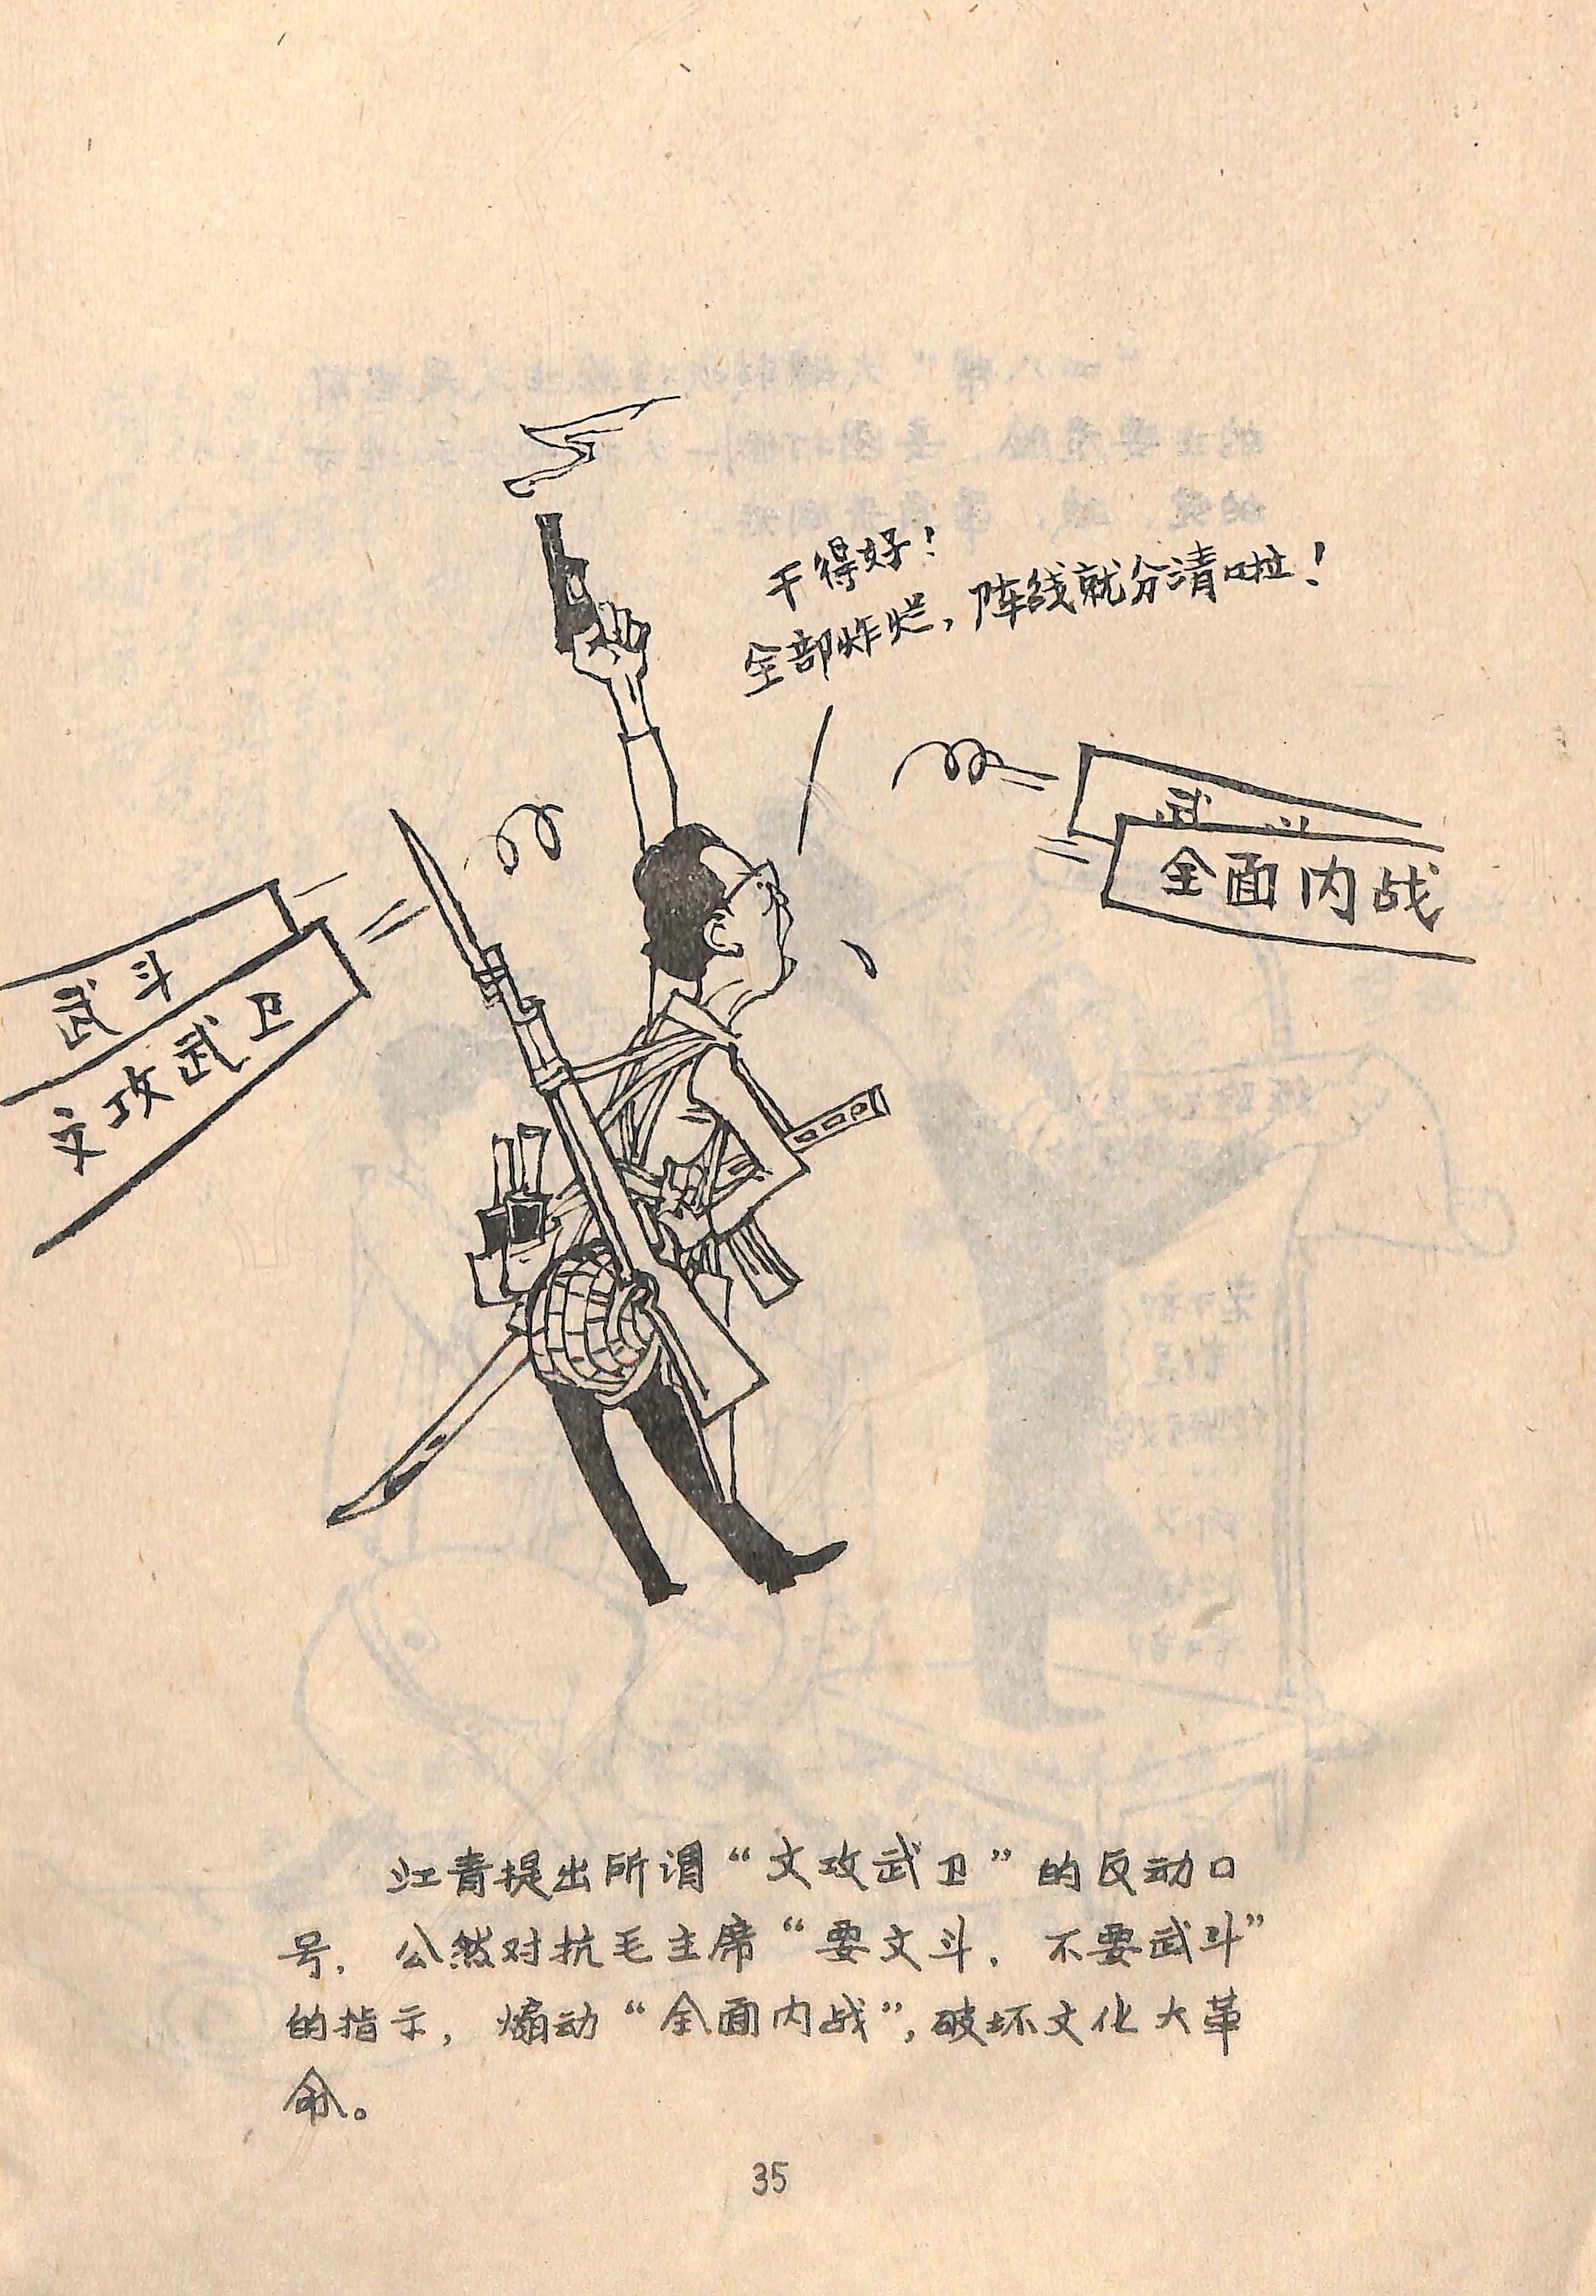 干得好！
全部炸烂，阵线就分清啦！
武
全面内战
武斗
文攻武卫
江青提出所谓“文攻武卫”的反动口
号，公然对抗毛主席“要文斗，不要武斗”
的指示，煽动“全面内战”，破坏文化大革
命。
35